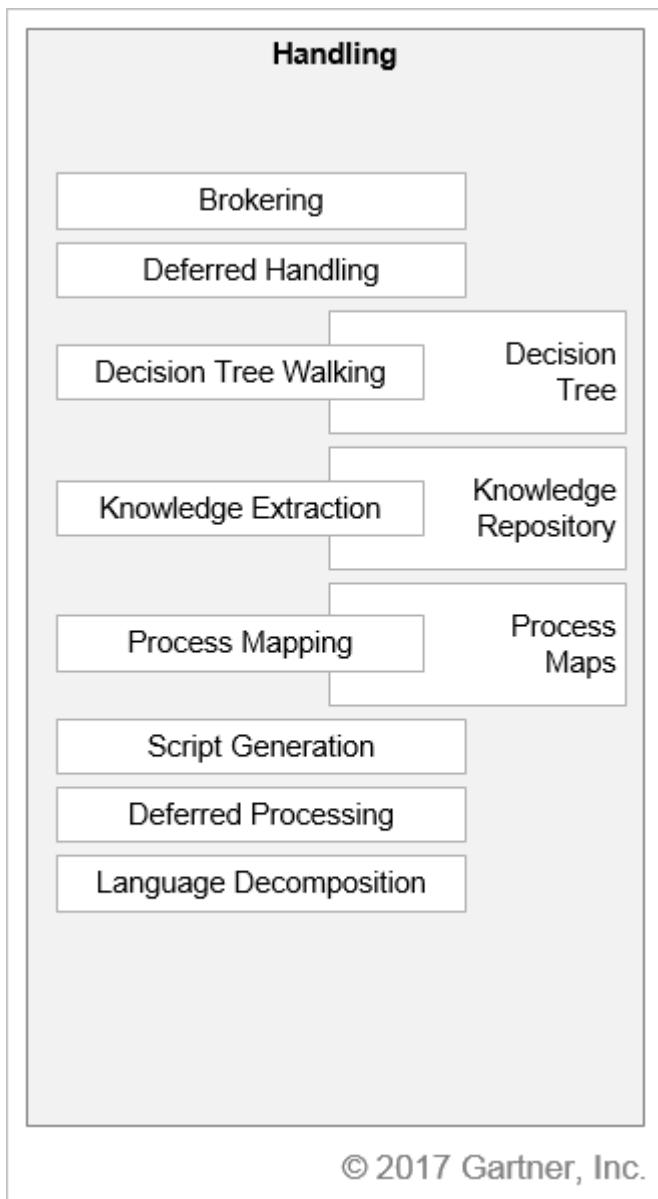 Handling
Brokering
Deferred Handling
Decision Tree Walking
Decision
Tree
Knowledge Extraction
Knowledge
Repository
Process Mapping
Process
Maps
Script Generation
Deferred Processing
Language Decomposition
© 2017 Gartner, Inc.